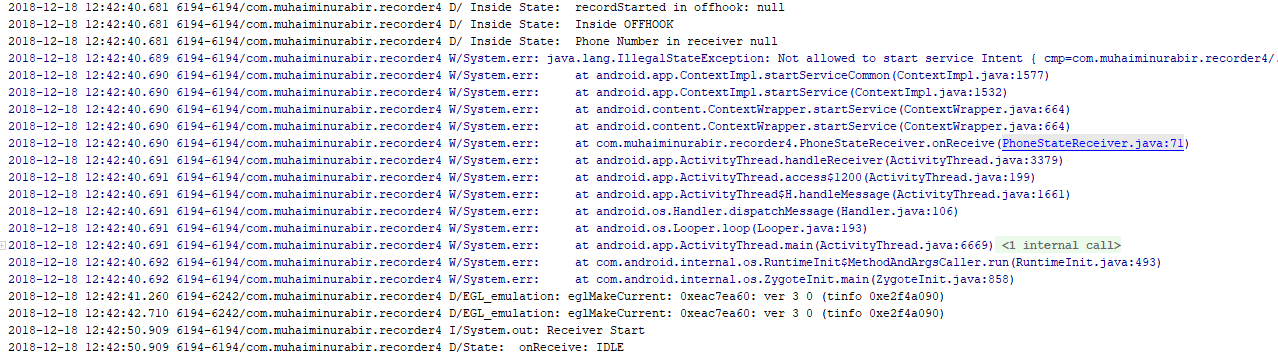 2018-12-18 12:42:40.681 6194-6194/com.muhaiminurabir.recorder4 D/ Inside State:  recordStarted in offhook: null
2018-12-18 12:42:40.681 6194-6194/com.muhaiminurabir.recorder4 D/ Inside State:  Inside OFFHOOK
2018-12-18 12:42:40.681 6194-6194/com.muhaiminurabir.recorder4 D/ Inside State:  Phone Number in receiver null
2018-12-18 12:42:40.689 6194-6194/com.muhaiminurabir.recorder4 W/System.err: java.lang.IllegalStateException: Not allowed to start service Intent { cmp=com.muhaiminurabir.recorder4/.
2018-12-18 12:42:40.690 6194-6194/com.muhaiminurabir.recorder4 W/System.err:     at android.app.ContextImpl.startServiceCommon(ContextImpl.java:1577)
2018-12-18 12:42:40.690 6194-6194/com.muhaiminurabir.recorder4 W/System.err:     at android.app.ContextImpl.startService(ContextImpl.java:1532)
2018-12-18 12:42:40.690 6194-6194/com.muhaiminurabir.recorder4 W/System.err:     at android.content.ContextWrapper.startService(ContextWrapper.java:664)
2018-12-18 12:42:40.690 6194-6194/com.muhaiminurabir.recorder4 W/System.err:     at android.content.ContextWrapper.startService(ContextWrapper.java:664)
2018-12-18 12:42:40.690 6194-6194/com.muhaiminurabir.recorder4 W/System.err:     at com.muhaiminurabir.recorder4.PhoneStateReceiver.onReceive(PhoneStateReceiver.java:71)
2018-12-18 12:42:40.691 6194-6194/com.muhaiminurabir.recorder4 W/System.err:     at android.app.ActivityThread.handleReceiver(ActivityThread.java:3379)
2018-12-18 12:42:40.691 6194-6194/com.muhaiminurabir.recorder4 W/System.err:     at android.app.ActivityThread.access$1200(ActivityThread.java:199)
2018-12-18 12:42:40.691 6194-6194/com.muhaiminurabir.recorder4 W/System.err:     at android.app.ActivityThread$H.handleMessage(ActivityThread.java:1661)
2018-12-18 12:42:40.691 6194-6194/com.muhaiminurabir.recorder4 W/System.err:     at android.os.Handler.dispatchMessage(Handler.java:106)
2018-12-18 12:42:40.691 6194-6194/com.muhaiminurabir.recorder4 W/System.err:     at android.os.Looper.loop(Looper.java:193)
2018-12-18 12:42:40.691 6194-6194/com.muhaiminurabir.recorder4 W/System.err:     at android.app.ActivityThread.main(ActivityThread.java:6669) <1 internal call>
2018-12-18 12:42:40.692 6194-6194/com.muhaiminurabir.recorder4 W/System.err:     at com.android.internal.os.RuntimeInit$MethodAndArgsCaller.run(RuntimeInit.java:493)
2018-12-18 12:42:40.692 6194-6194/com.muhaiminurabir.recorder4 W/System.err:     at com.android.internal.os.ZygoteInit.main(ZygoteInit.java:858)
2018-12-18 12:42:41.260 6194-6242/com.muhaiminurabir.recorder4 D/EGL_emulation: eglMakeCurrent: 0xeac7ea60: ver 3 0 (tinfo 0xe2f4a090)
2018-12-18 12:42:42.710 6194-6242/com.muhaiminurabir.recorder4 D/EGL_emulation: eglMakeCurrent: 0xeac7ea60: ver 3 0 (tinfo 0xe2f4a090)
2018-12-18 12:42:50.909 6194-6194/com.muhaiminurabir.recorder4 I/System.out: Receiver Start
2018-12-18 12:42:50.909 6194-6194/com.muhaiminurabir.recorder4 D/State:  onReceive: IDLE